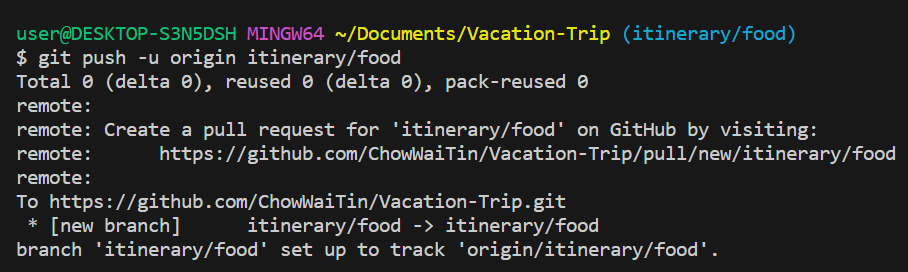 user@DESKTOP-S3N5DSH MINGW64 ~/Documents/Vacation-Trip (itinerary/food)
$ git push -u origin itinerary/food
Total 0 (delta 0), reused 0 (delta 0), pack-reused 0
remote:
remote: Create a pull request for 'itinerary/food' on GitHub by visiting:
remote:      https://github.com/ChowWaiTin/Vacation-Trip/pull/new/itinerary/food
remote:
To https://github.com/ChowWaiTin/Vacation-Trip.git
 * [new branch]      itinerary/food -> itinerary/food
branch 'itinerary/food' set up to track 'origin/itinerary/food'.